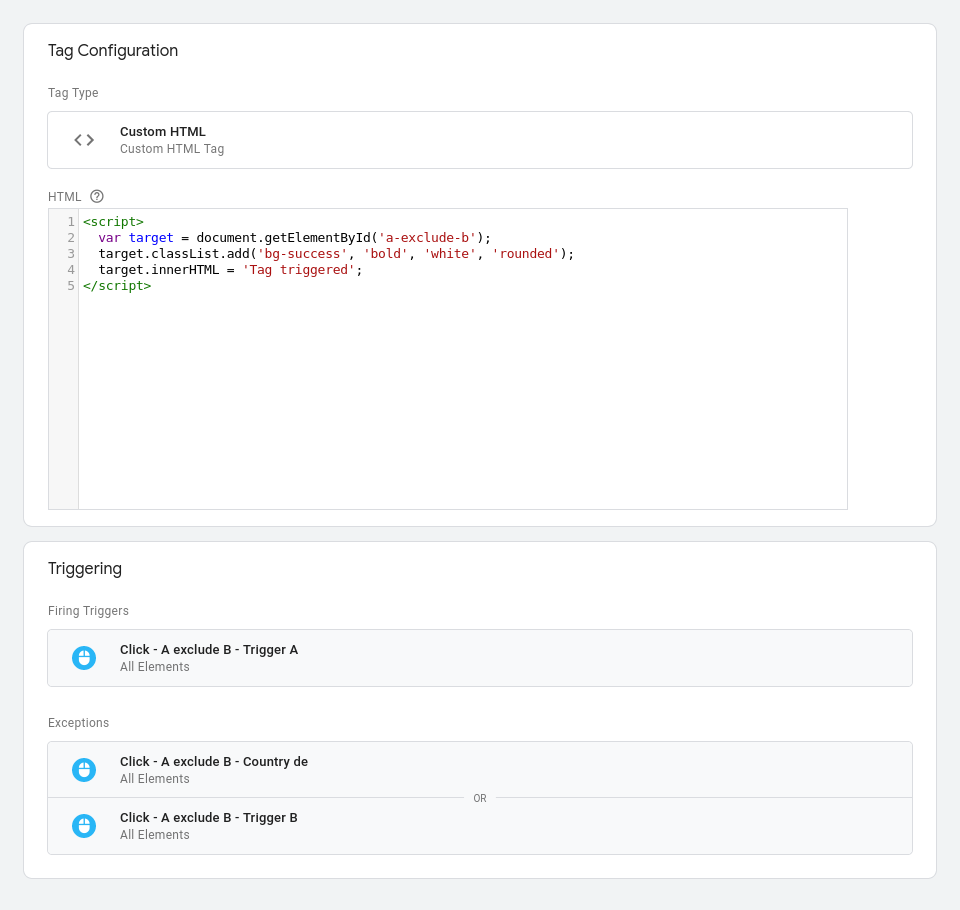 Tag Configuration
Tag Type
Custom HTML
Custom HTML Tag
HTML
1 <script>
2   var target = document.getElementById('a-exclude-b');
3   target.classList.add('bg-success', 'bold', 'white', 'rounded');
4   target.innerHTML = 'Tag triggered';
5 </script>
Triggering
Firing Triggers
Click - A exclude B - Trigger A
All Elements
Exceptions
Click - A exclude B - Country de
All Elements
OR
Click - A exclude B - Trigger B
All Elements